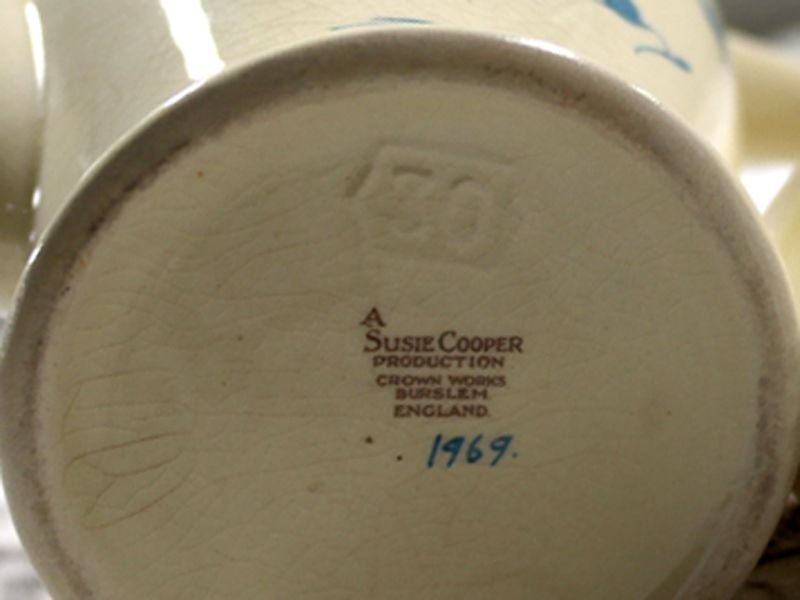 30
A
SUSIE COOPER
PRODUCTION
CROWN WORKS
BURSLEM
ENGLAND.
1969.